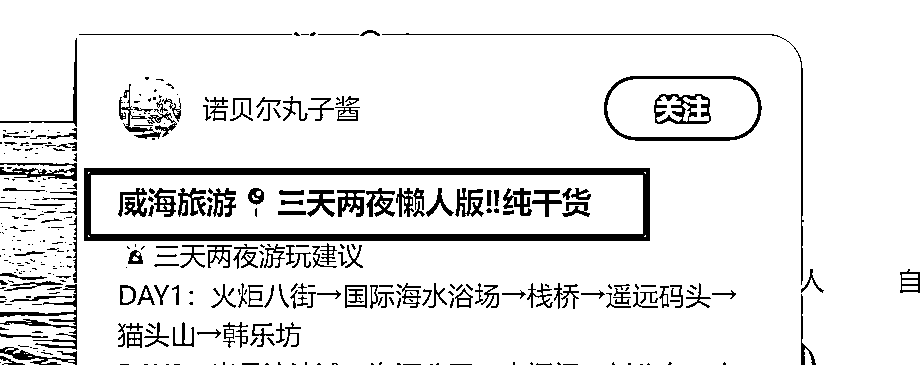 诺贝尔丸子酱
关注
威海旅游📍三天两夜懒人版‼️纯干货
🚨三天两夜游玩建议
DAY1：火炬八街→国际海水浴场→栈桥→遥远码头→
猫头山→韩乐坊
人
自